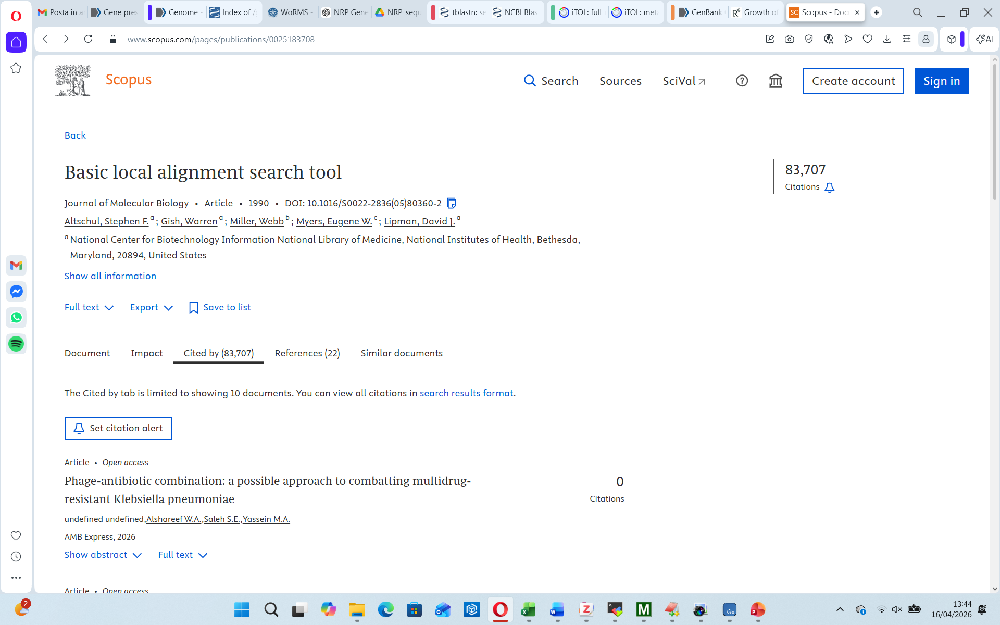 Posta in a
Gene pres
Genome -
Index of /
WoRMS -
NRP Gene
NRP_sequ
tblastn: se
NCBI Blas
iTOL: full_
iTOL: met
GenBank
Growth of
Scopus - Doc
www.scopus.com/pages/publications/0025183708
AI
Scopus
Search
Sources
SciVal
Create account
Sign in
Back
Basic local alignment search tool
83,707
Citations
Journal of Molecular Biology • Article • 1990 • DOI: 10.1016/S0022-2836(05)80360-2
Altschul, Stephen F. a ; Gish, Warren a ; Miller, Webb b ; Myers, Eugene W. c ; Lipman, David J. a
a National Center for Biotechnology Information National Library of Medicine, National Institutes of Health, Bethesda,
Maryland, 20894, United States
Show all information
Full text
Export
Save to list
Document
Impact
Cited by (83,707)
References (22)
Similar documents
The Cited by tab is limited to showing 10 documents. You can view all citations in search results format.
Set citation alert
Article • Open access
Phage-antibiotic combination: a possible approach to combatting multidrug-
resistant Klebsiella pneumoniae
0
Citations
undefined undefined,Alshareef W.A.,Saleh S.E.,Yassein M.A.
AMB Express, 2026
Show abstract
Full text
Article • Open access
2
13:44
16/04/2026